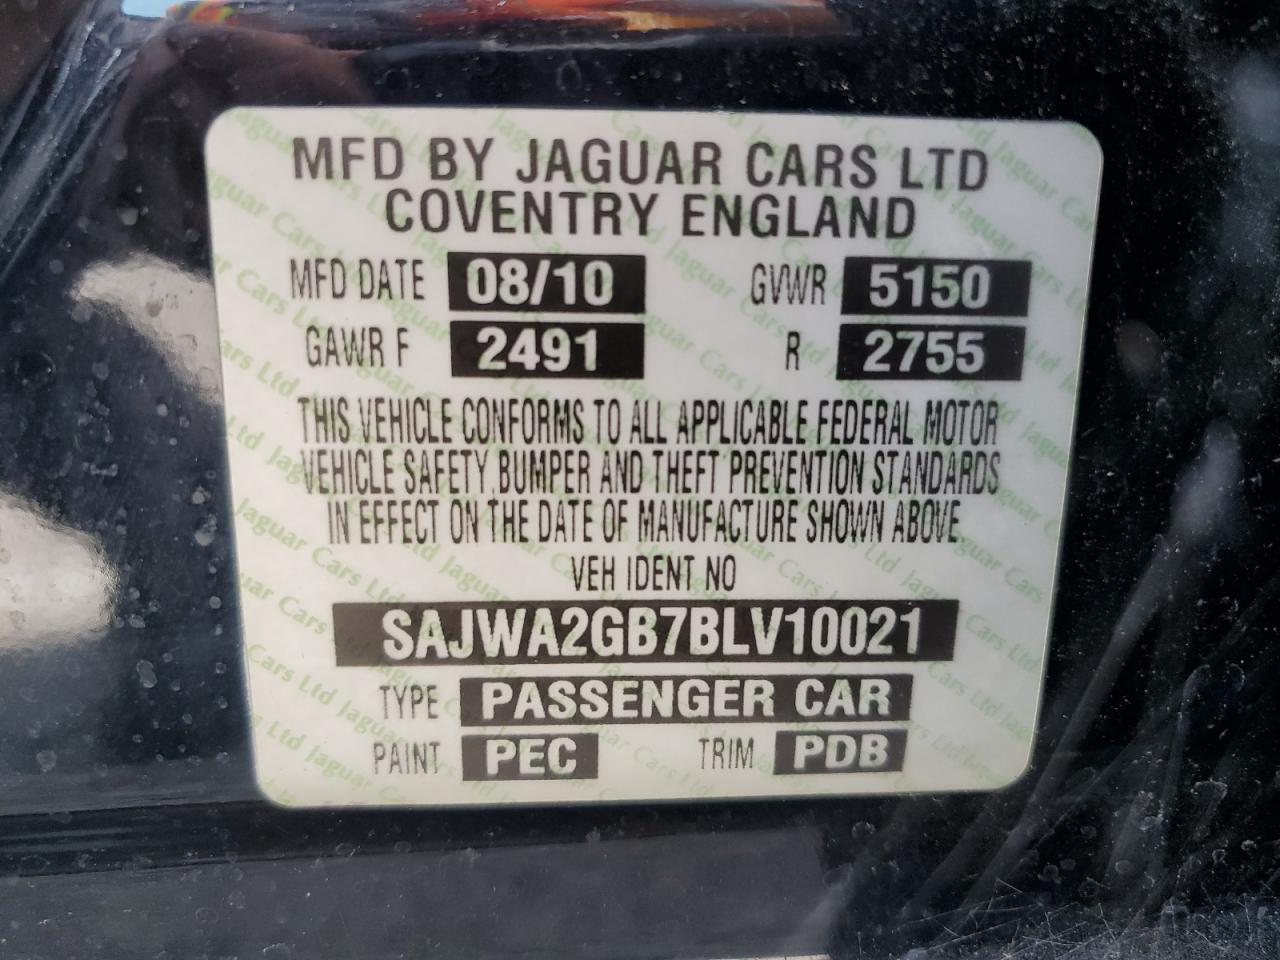 MFD BY JAGUAR CARS LTD
COVENTRY ENGLAND
MFD DATE 08/10 GVWR 5150
GAWR F 2491 R 2755
THIS VEHICLE CONFORMS TO ALL APPLICABLE FEDERAL MOTOR
VEHICLE SAFETY, BUMPER AND THEFT PREVENTION STANDARDS
IN EFFECT ON THE DATE OF MANUFACTURE SHOWN ABOVE
VEH IDENT NO
SAJWA2GB7BLV10021
TYPE PASSENGER CAR
PAINT PEC TRIM PDB